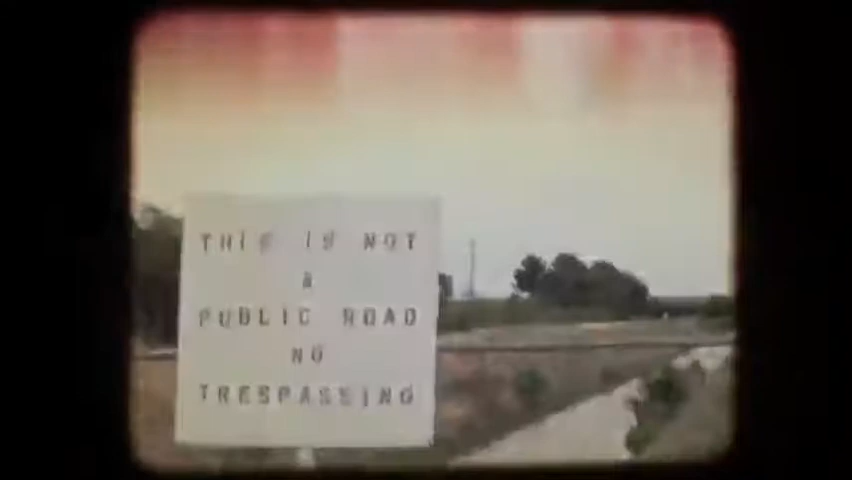 THIS IS NOT
A
PUBLIC ROAD
NO
TRESPASSING